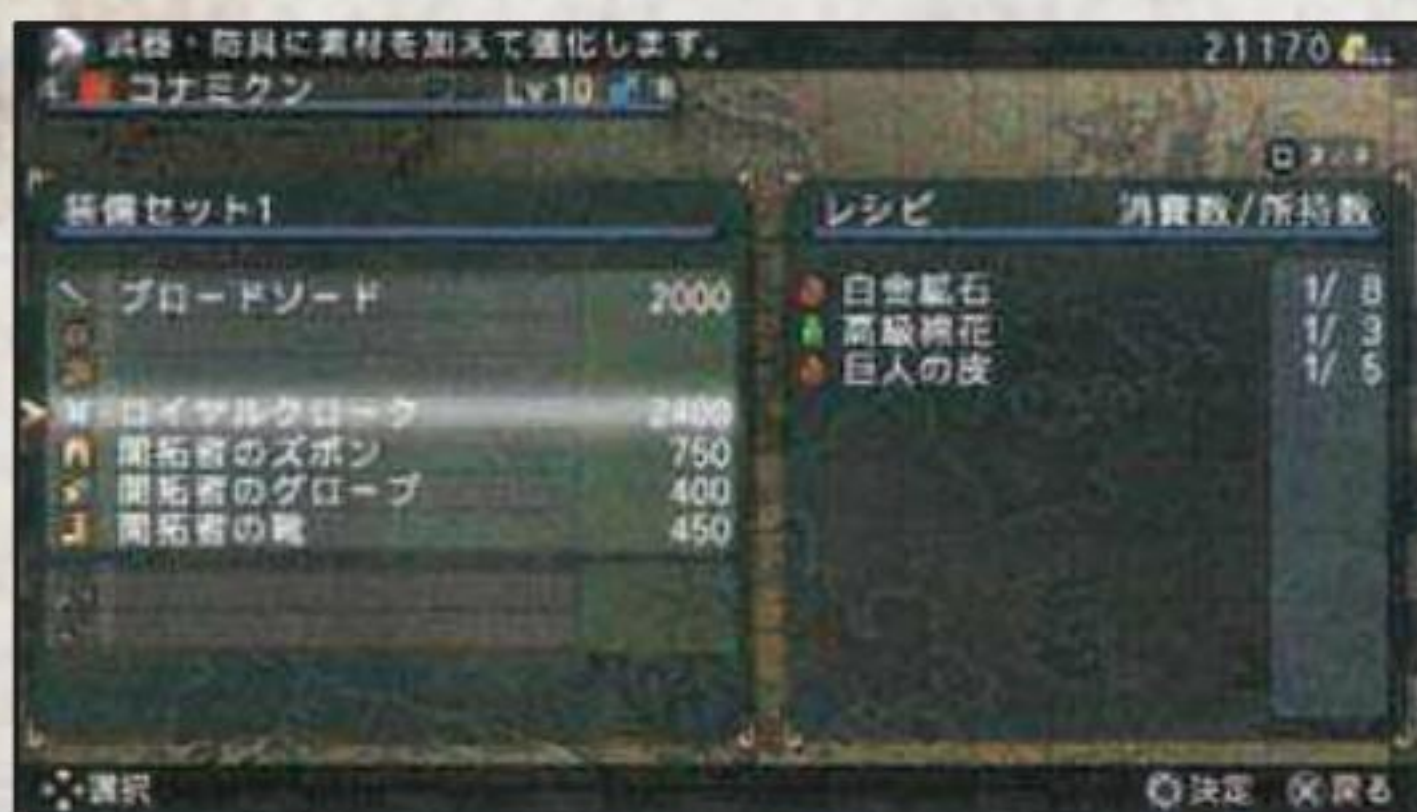 武器・防具に素材を加えて強化します。
21170
コナミクン Lv 10
装備セット1
ブロードソード 2000
ロイヤルクローク 2400
開拓者のズボン 750
開拓者のグローブ 400
開拓者の靴 450
レシピ 消費数/所持数
白金鉱石 1/ 8
高級綿花 1/ 3
巨人の皮 1/ 5
選択
決定 戻る